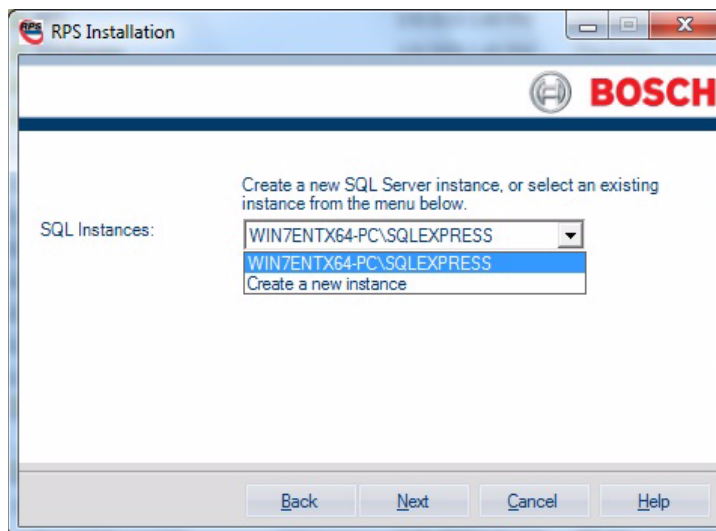 RPS RPS Installation
BOSCH
Create a new SQL Server instance, or select an existing
instance from the menu below.
SQL Instances:
WIN7ENTX64-PC\SQLEXPRESS
WIN7ENTX64-PC\SQLEXPRESS
Create a new instance
Back Next Cancel Help